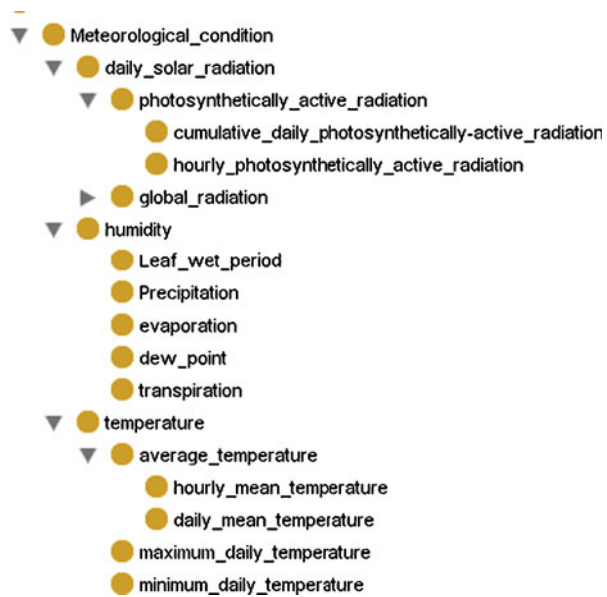 Meteorological_condition
daily_solar_radiation
photosynthetically_active_radiation
cumulative_daily_photosynthetically-active_radiation
hourly_photosynthetically_active_radiation
global_radiation
humidity
Leaf_wet_period
Precipitation
evaporation
dew_point
transpiration
temperature
average_temperature
hourly_mean_temperature
daily_mean_temperature
maximum_daily_temperature
minimum_daily_temperature